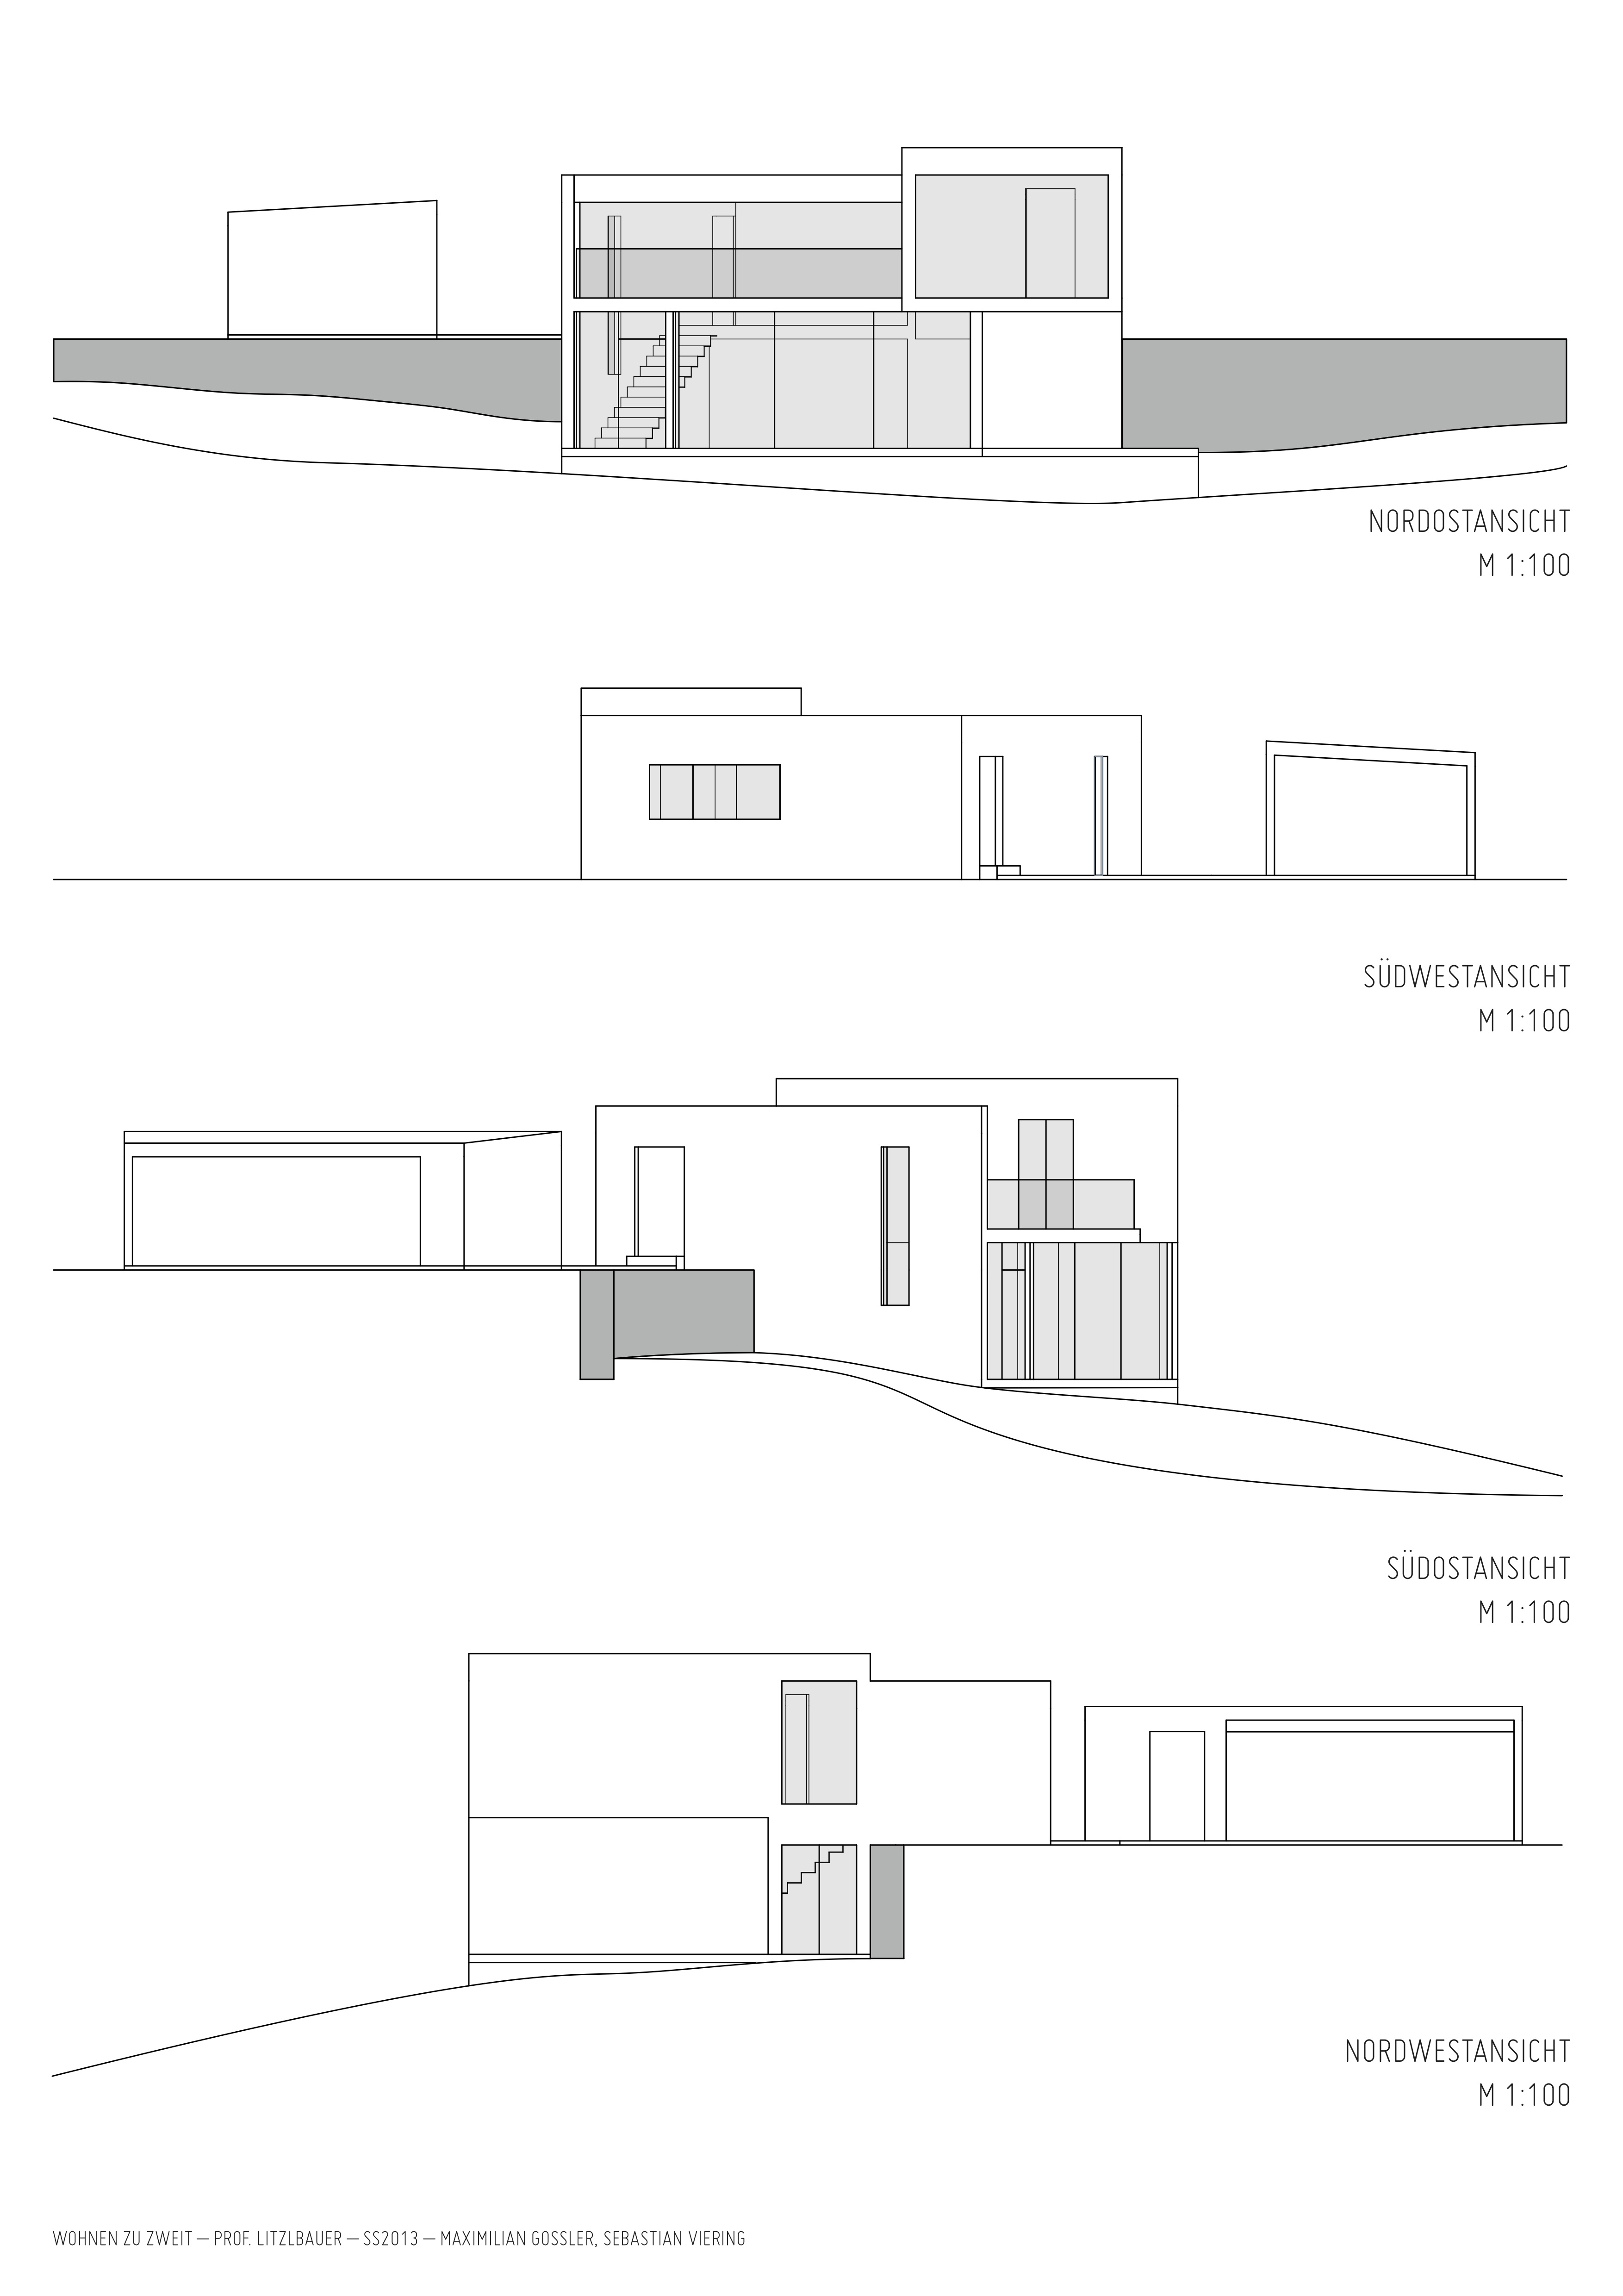 NORDOSTANSICHT
M 1:100
SÜDWESTANSICHT
M 1:100
SÜDOSTANSICHT
M 1:100
NORDWESTANSICHT
M 1:100
WOHNEN ZU ZWEIT — PROF. LITZLBAUER — SS2013 — MAXIMILIAN GOSSLER, SEBASTIAN VIERING